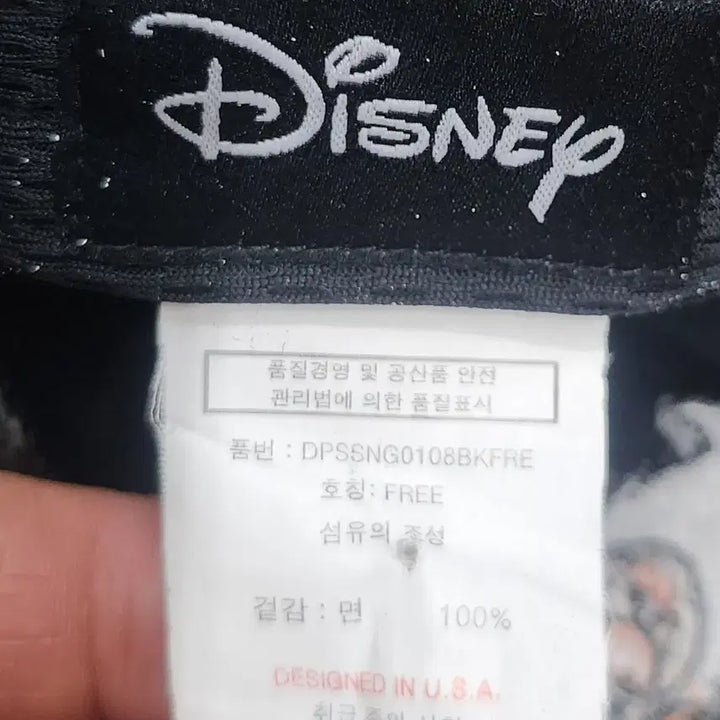 Disney
품질경영 및 공산품 안전
관리법에 의한 품질표시
품번 : DPSSNG0108BKFRE
호칭: FREE
섬유의 조성
겉감 : 면 100%
DESIGNED IN U.S.A.
취급